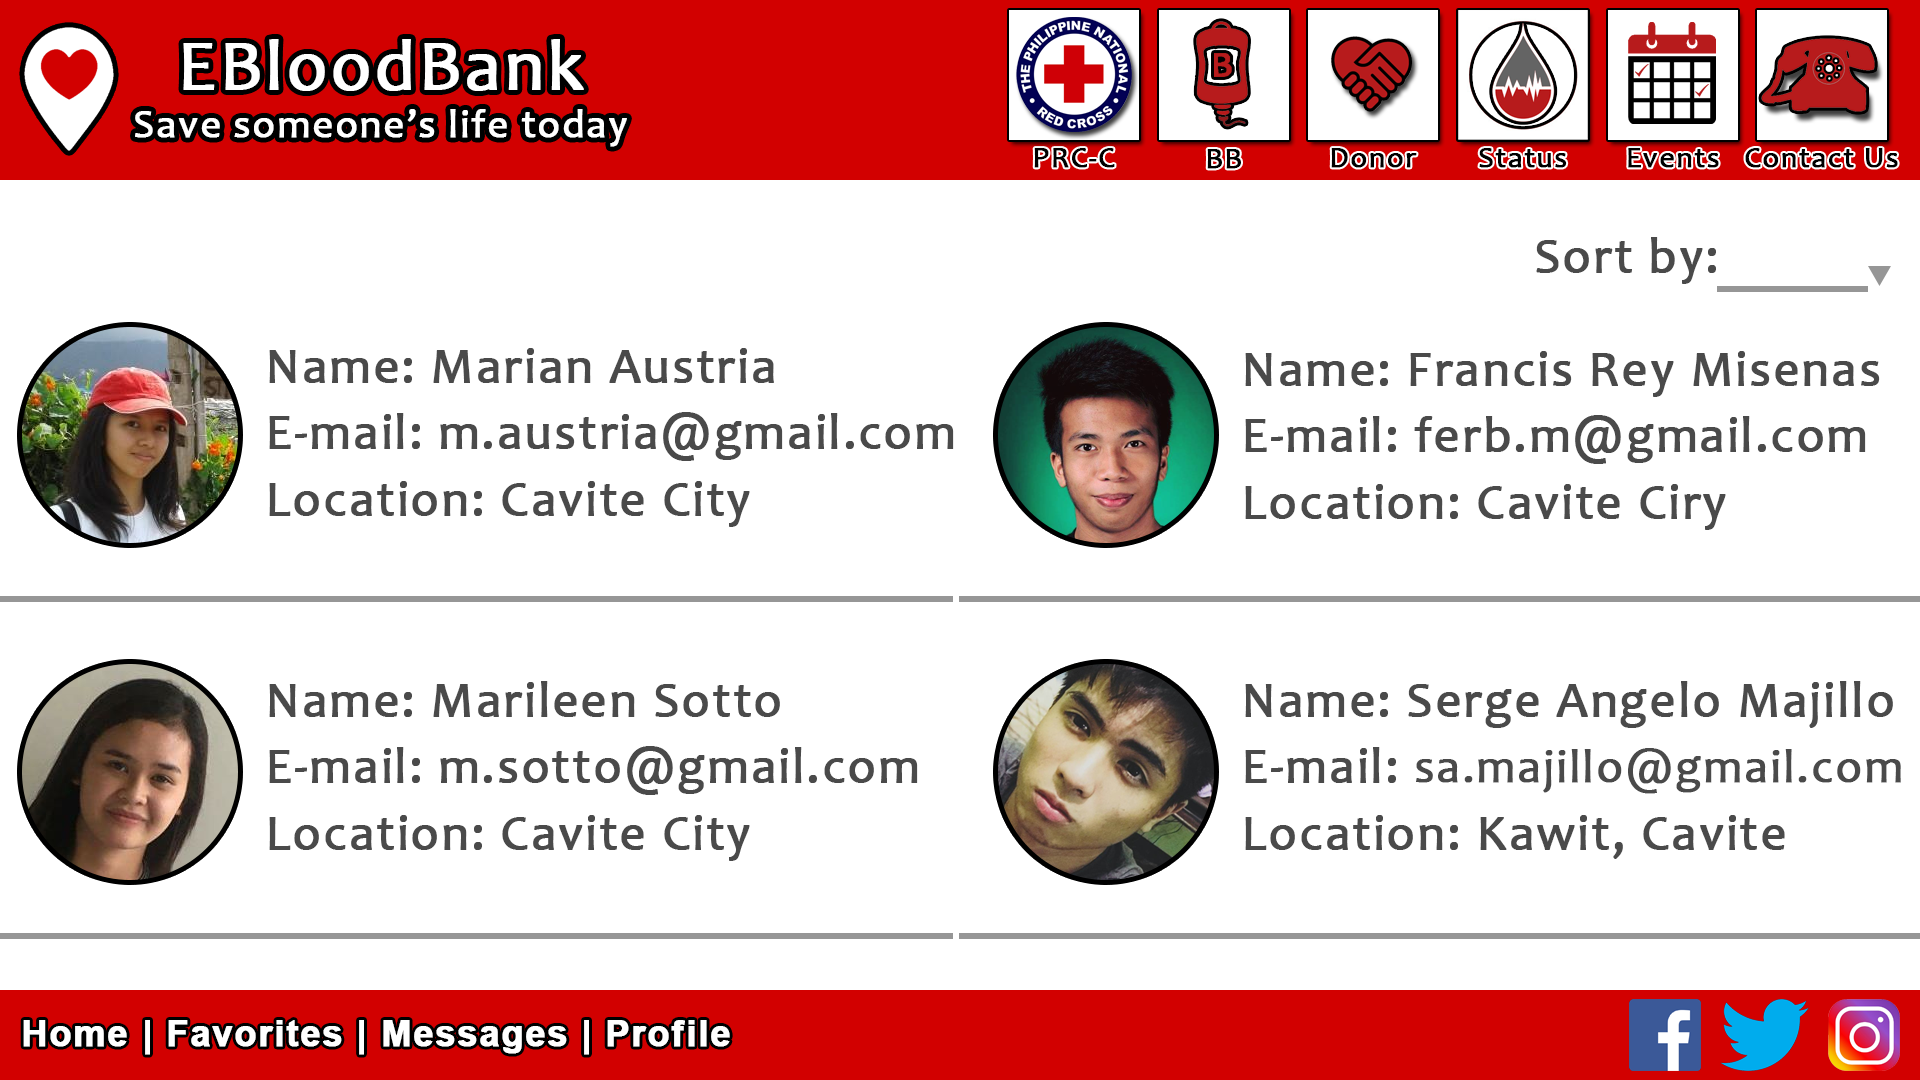 EBloodBank
Save someone's life today
THE PHILIPPINE NATIONAL
• RED CROSS •
B
PRC-C
BB
Donor
Status
Events
Contact Us
Sort by:
Name: Marian Austria
E-mail: m.austria@gmail.com
Location: Cavite City
Name: Francis Rey Misenas
E-mail: ferb.m@gmail.com
Location: Cavite Ciry
Name: Marileen Sotto
E-mail: m.sotto@gmail.com
Location: Cavite City
Name: Serge Angelo Majillo
E-mail: sa.majillo@gmail.com
Location: Kawit, Cavite
Home | Favorites | Messages | Profile